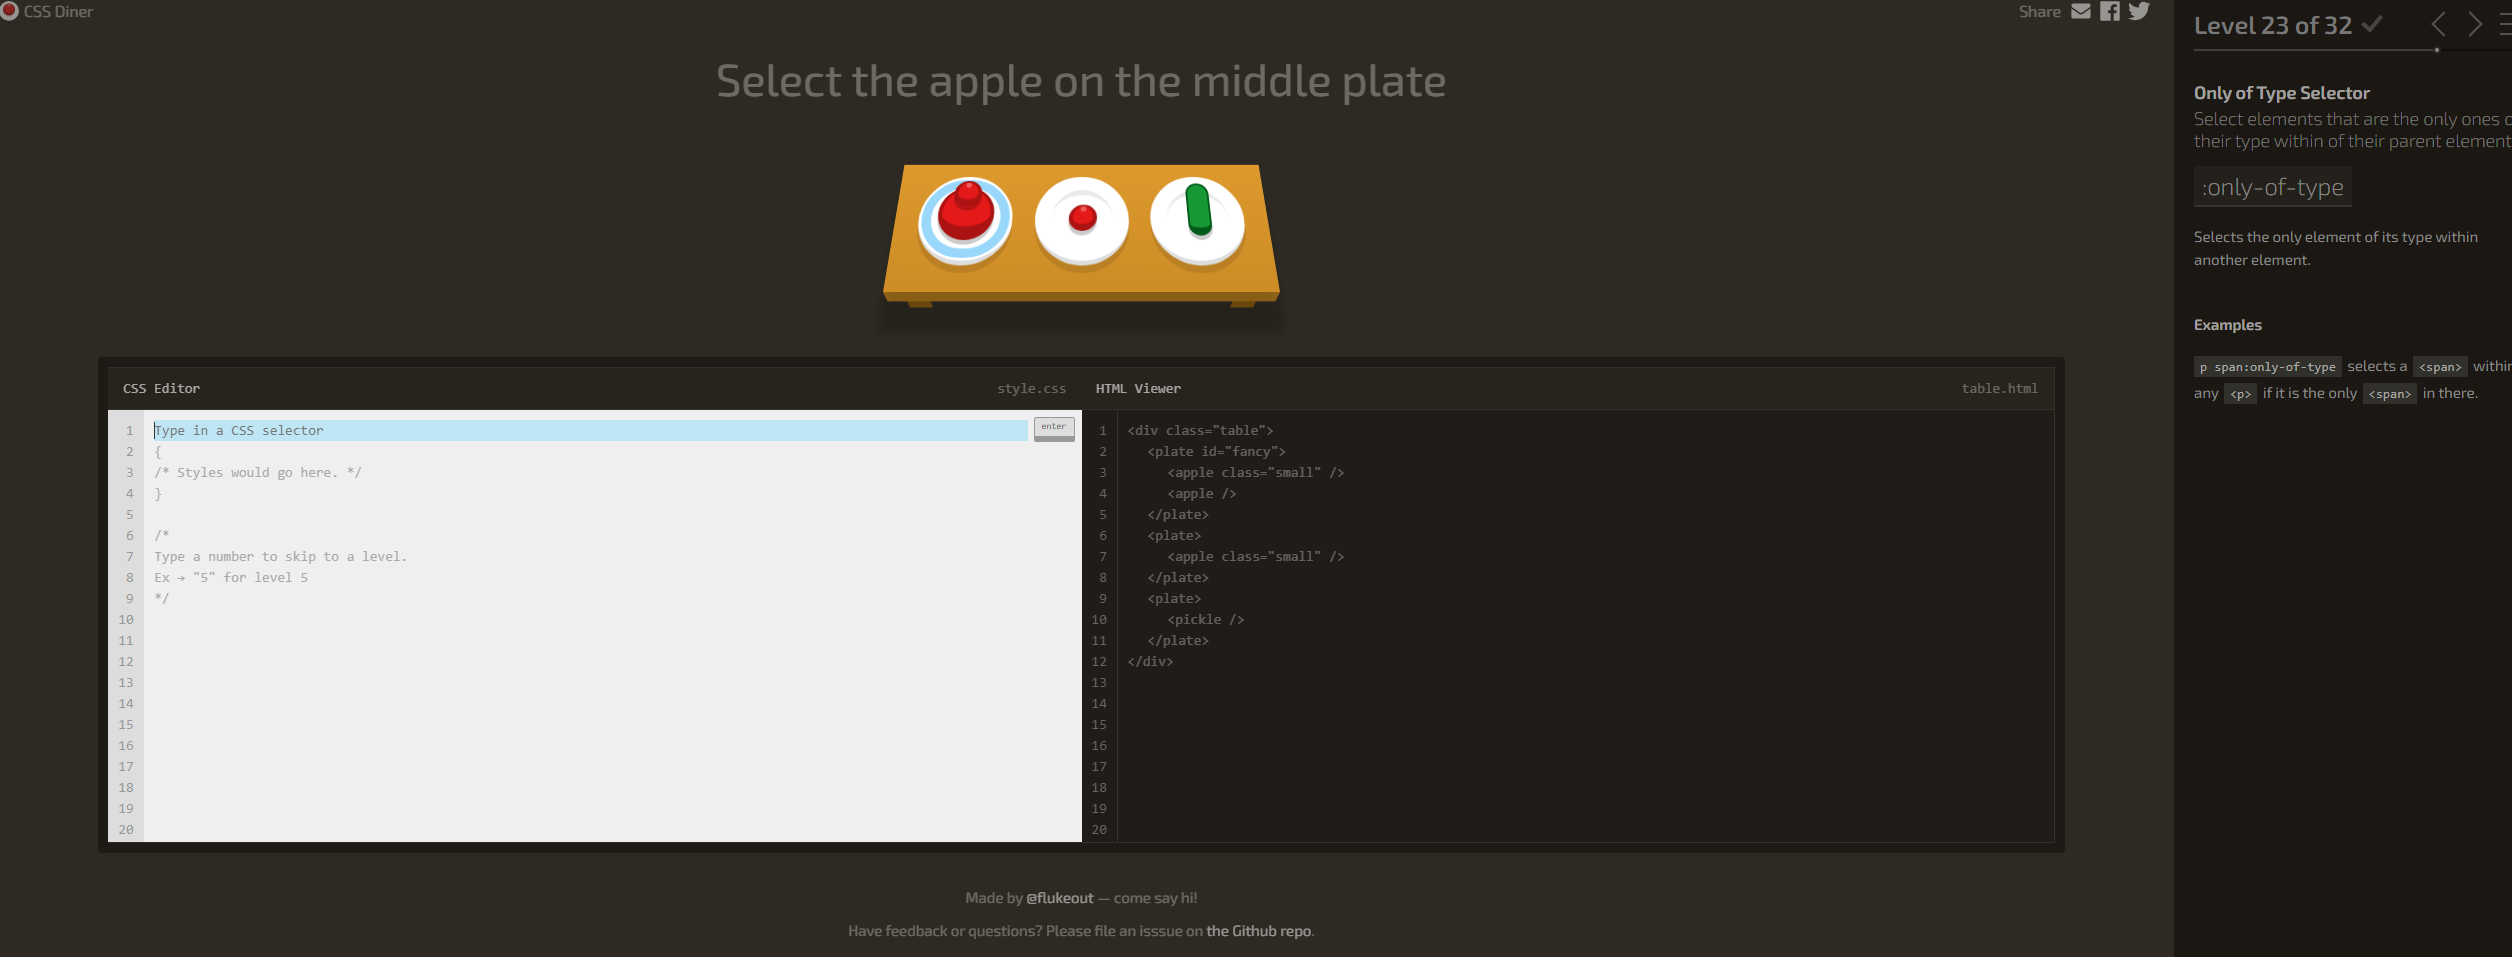 CSS Diner
Share
Select the apple on the middle plate
CSS Editor
style.css
1 Type in a CSS selector
enter
2 {
3 /* Styles would go here. */
4 }
5
6 /*
7 Type a number to skip to a level.
8 Ex → "5" for level 5
9 */
10
11
12
13
14
15
16
17
18
19
20
HTML Viewer
table.html
1 <div class="table">
2 <plate id="fancy">
3 <apple class="small" />
4 <apple />
5 </plate>
6 <plate>
7 <apple class="small" />
8 </plate>
9 <plate>
10 <pickle />
11 </plate>
12 </div>
13
14
15
16
17
18
19
20
Made by @flukeout — come say hi!
Have feedback or questions? Please file an isssue on the Github repo.
Level 23 of 32
Only of Type Selector
Select elements that are the only ones
their type within of their parent element
:only-of-type
Selects the only element of its type within
another element.
Examples
p span:only-of-type selects a <span> within
any <p> if it is the only <span> in there.